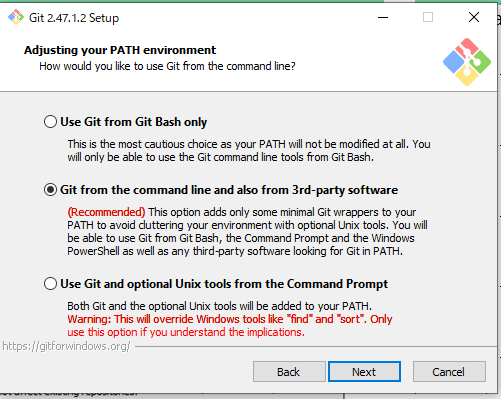 Git 2.47.1.2 Setup
Adjusting your PATH environment
How would you like to use Git from the command line?
Use Git from Git Bash only
This is the most cautious choice as your PATH will not be modified at all. You
will only be able to use the Git command line tools from Git Bash.
Git from the command line and also from 3rd-party software
(Recommended) This option adds only some minimal Git wrappers to your
PATH to avoid cluttering your environment with optional Unix tools. You will
be able to use Git from Git Bash, the Command Prompt and the Windows
PowerShell as well as any third-party software looking for Git in PATH.
Use Git and optional Unix tools from the Command Prompt
Both Git and the optional Unix tools will be added to your PATH.
Warning: This will override Windows tools like "find" and "sort". Only
use this option if you understand the implications.
https://gitforwindows.org/
Back Next Cancel